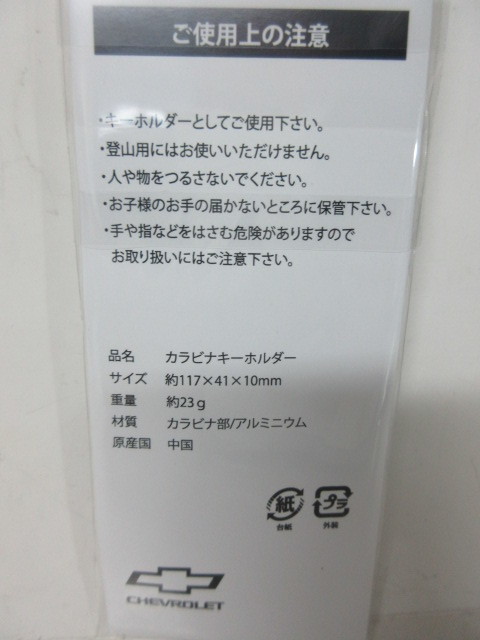 ご使用上の注意
・キーホルダーとしてご使用下さい。
・登山用にはお使いいただけません。
・人や物をつるさないでください。
・お子様のお手の届かないところに保管下さい。
・手や指などをはさむ危険がありますので
お取り扱いにはご注意下さい。
品名 カラビナキーホルダー
サイズ 約117×41×10mm
重量 約23g
材質 カラビナ部/アルミニウム
原産国 中国
紙 プラ
台紙 外装
CHEVROLET